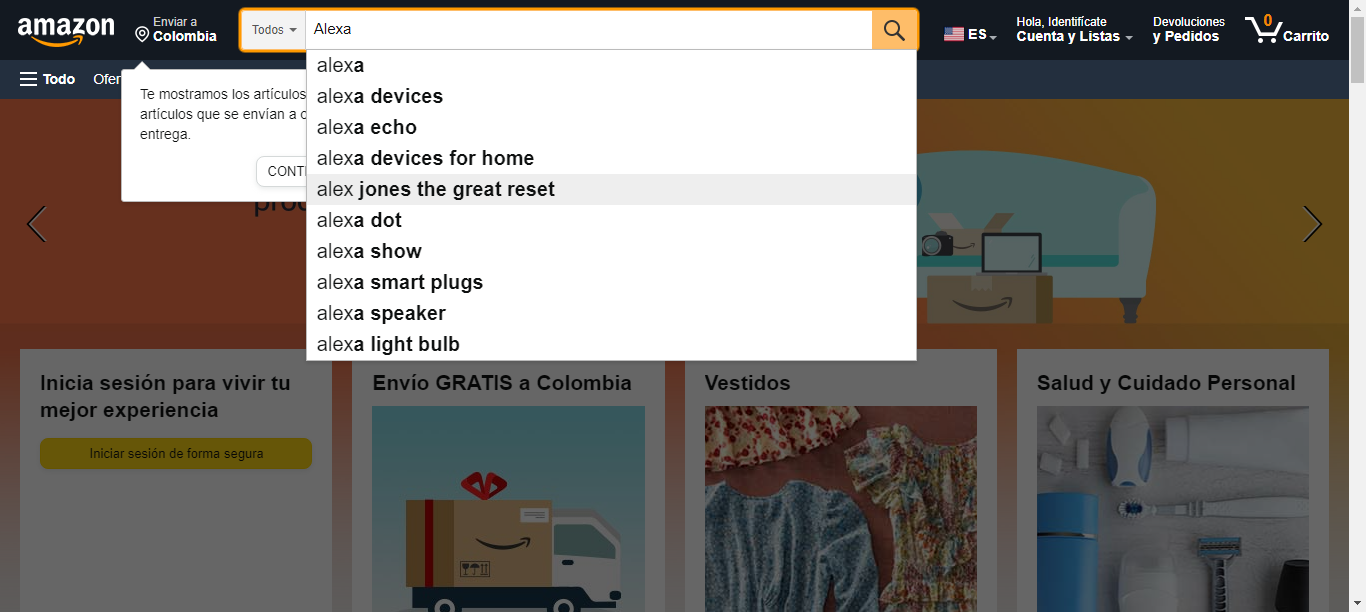 amazon
Enviar a
Colombia
Todos
Alexa
ES
Hola, Identifícate
Cuenta y Listas
Devoluciones
y Pedidos
0
Carrito
Todo
Te mostramos los artículos
artículos que se envían a
entrega.
alexa
alexa devices
alexa echo
alexa devices for home
alex jones the great reset
alexa dot
alexa show
alexa smart plugs
alexa speaker
alexa light bulb
Inicia sesión para vivir tu
mejor experiencia
Iniciar sesión de forma segura
Envío GRATIS a Colombia
Vestidos
Salud y Cuidado Personal